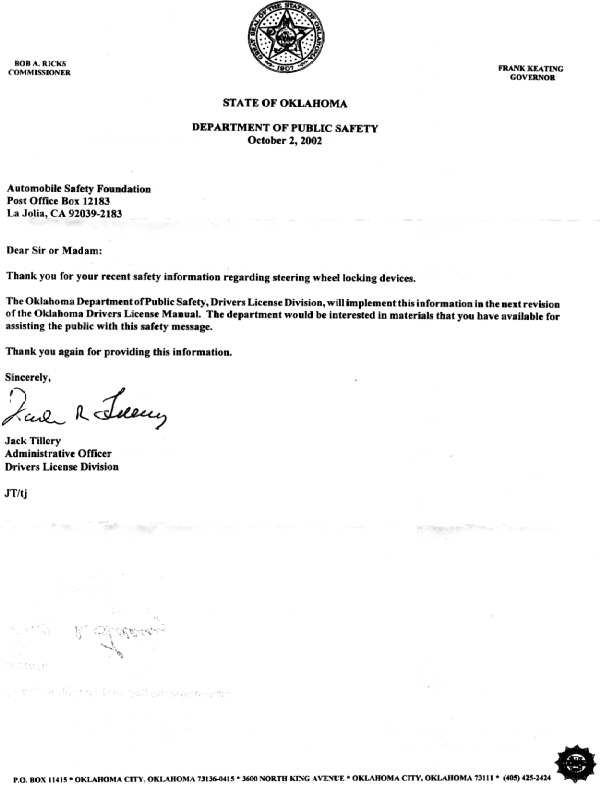 GREAT SEAL OF THE STATE OF OKLAHOMA
1907
BOB A. RICKS
COMMISSIONER
FRANK KEATING
GOVERNOR
STATE OF OKLAHOMA
DEPARTMENT OF PUBLIC SAFETY
October 2, 2002
Automobile Safety Foundation
Post Office Box 12183
La Jolia, CA 92039-2183
Dear Sir or Madam:
Thank you for your recent safety information regarding steering wheel locking devices.
The Oklahoma Department of Public Safety, Drivers License Division, will implement this information in the next revision
of the Oklahoma Drivers License Manual. The department would be interested in materials that you have available for
assisting the public with this safety message.
Thank you again for providing this information.
Sincerely,
Jack Tillery
Administrative Officer
Drivers License Division
JT/tj
P.O. BOX 11415 * OKLAHOMA CITY, OKLAHOMA 73136-0415 * 3600 NORTH KING AVENUE * OKLAHOMA CITY, OKLAHOMA 73111 * (405) 425-2424